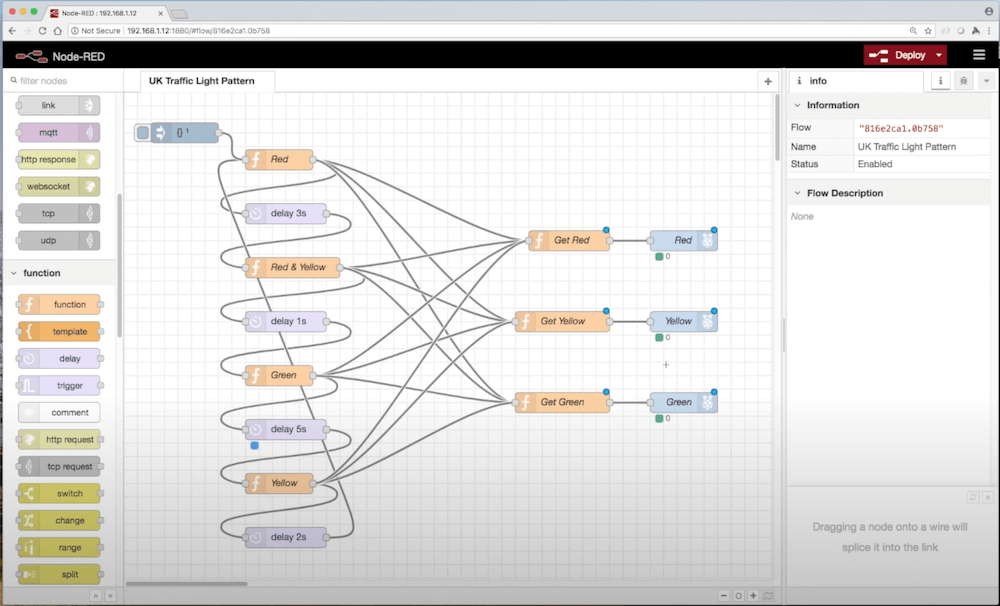 Node-RED : 192.168.1.12
Not Secure | 192.168.1.12:1880/#flow/816e2ca1.0b758
Node-RED
Deploy
filter nodes
UK Traffic Light Pattern
info
link
mqtt
http response
websocket
tcp
udp
function
function
template
delay
trigger
comment
http request
tcp request
switch
change
range
split
{} ¹
Red
delay 3s
Red & Yellow
delay 1s
Green
delay 5s
Yellow
delay 2s
Get Red
Red
0
Get Yellow
Yellow
0
Get Green
Green
0
Information
Flow "816e2ca1.0b758"
Name UK Traffic Light Pattern
Status Enabled
Flow Description
None
Dragging a node onto a wire will
splice it into the link